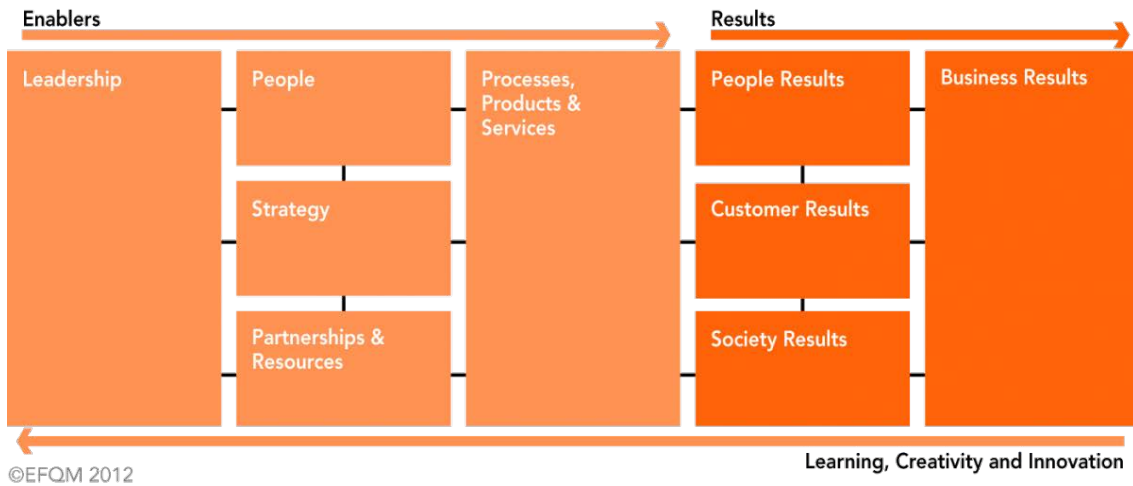 Enablers
Results
Leadership
People
Processes,
Products &
Services
People Results
Business Results
Strategy
Customer Results
Partnerships &
Resources
Society Results
Learning, Creativity and Innovation
©EFQM 2012